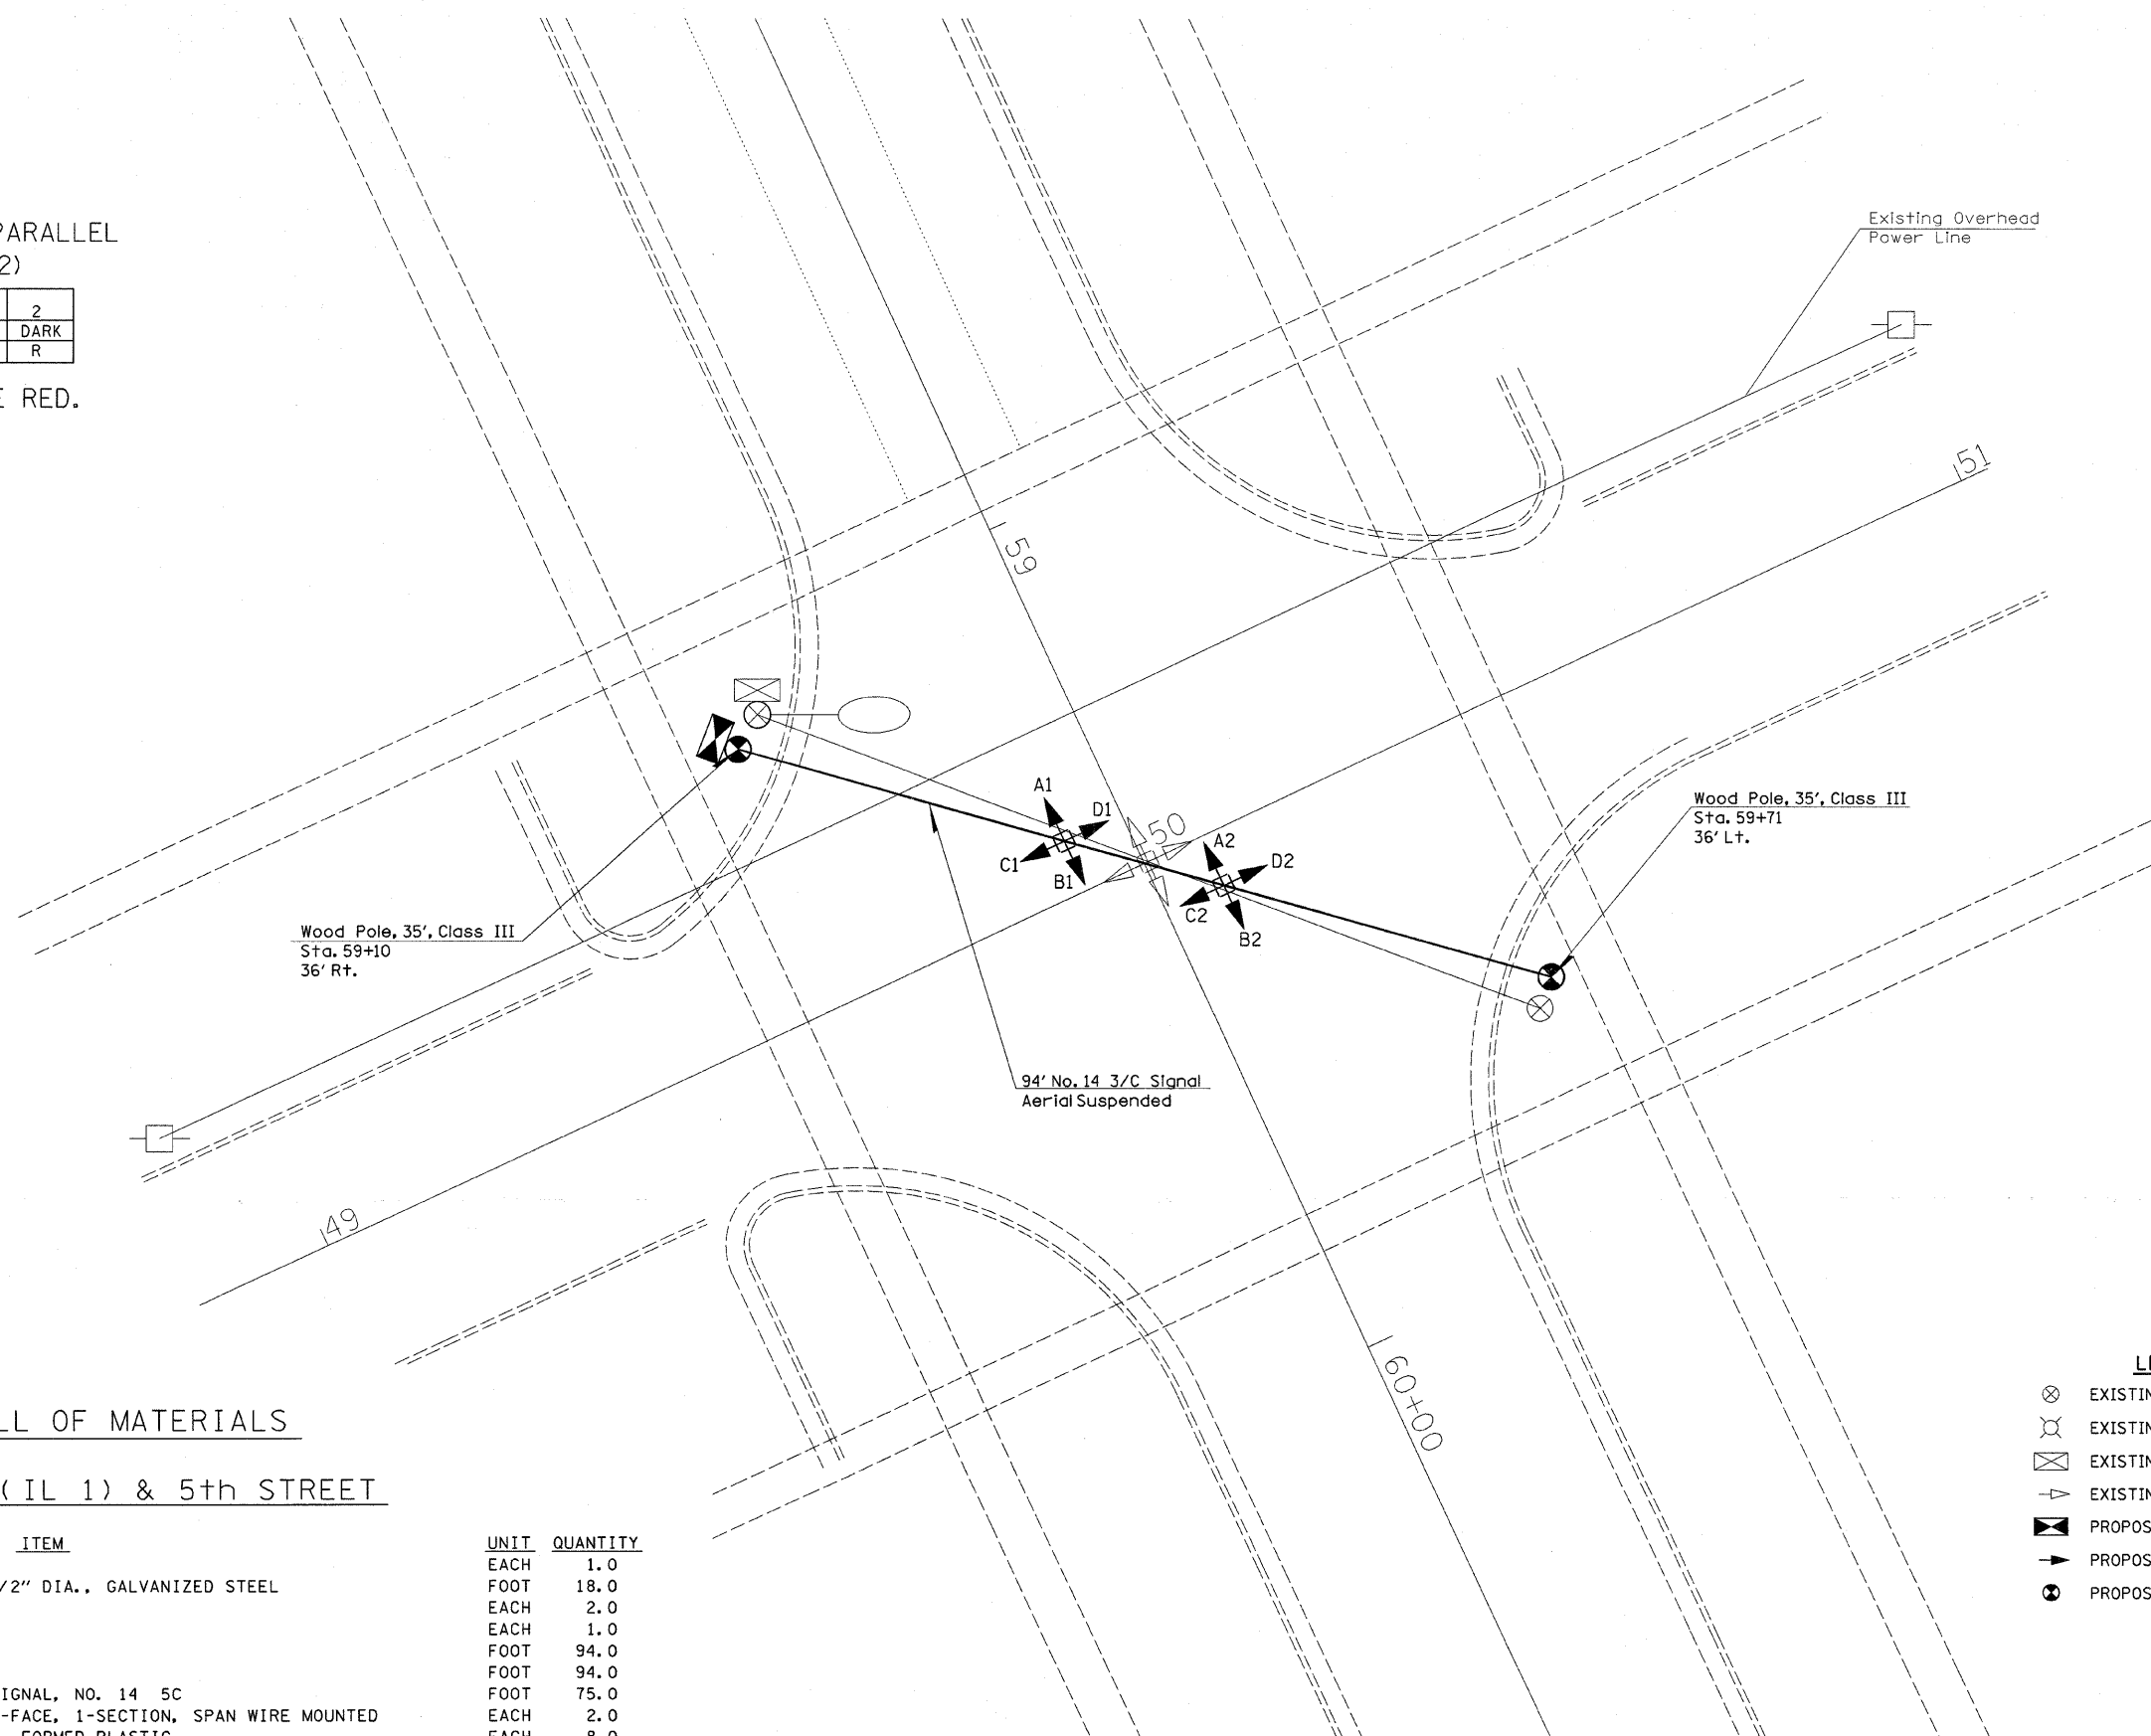 PARALLEL
2)
2
DARK
R
RED.
Existing Overhead
Power Line
51
59
A1
D1
50
A2
D2
C1
B1
C2
B2
Wood Pole, 35', Class III
Sta. 59+71
36' Lt.
Wood Pole, 35', Class III
Sta. 59+10
36' Rt.
94' No. 14 3/C Signal
Aerial Suspended
49
60+00
OF MATERIALS
(IL 1) & 5th STREET
ITEM UNIT QUANTITY
EACH 1.0
/2" DIA., GALVANIZED STEEL FOOT 18.0
EACH 2.0
EACH 1.0
FOOT 94.0
FOOT 94.0
IGNAL, NO. 14 5C FOOT 75.0
-FACE, 1-SECTION, SPAN WIRE MOUNTED EACH 2.0
FORMED PLASTIC EACH 8.0
EXISTIN
EXISTIN
EXISTIN
EXISTIN
PROPOS
PROPOS
PROPOS